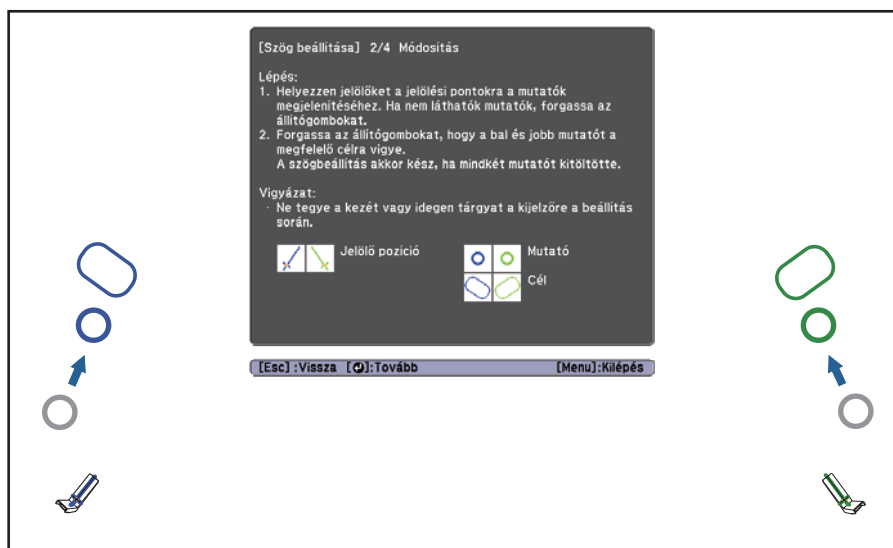 [Szög beállítása] 2/4 Módosítás
Lépés:
1. Helyezzen jelölőket a jelölési pontokra a mutatók
megjelenítéséhez. Ha nem láthatók mutatók, forgassa az
állítógombokat.
2. Forgassa az állítógombokat, hogy a bal és jobb mutatót a
megfelelő célra vigye.
A szögbeállítás akkor kész, ha mindkét mutatót kitöltötte.
Vigyázat:
· Ne tegye a kezét vagy idegen tárgyat a kijelzőre a beállítás
során.
Jelölő pozíció
Mutató
Cél
[Esc] :Vissza [⏎]:Tovább [Menu]:Kilépés